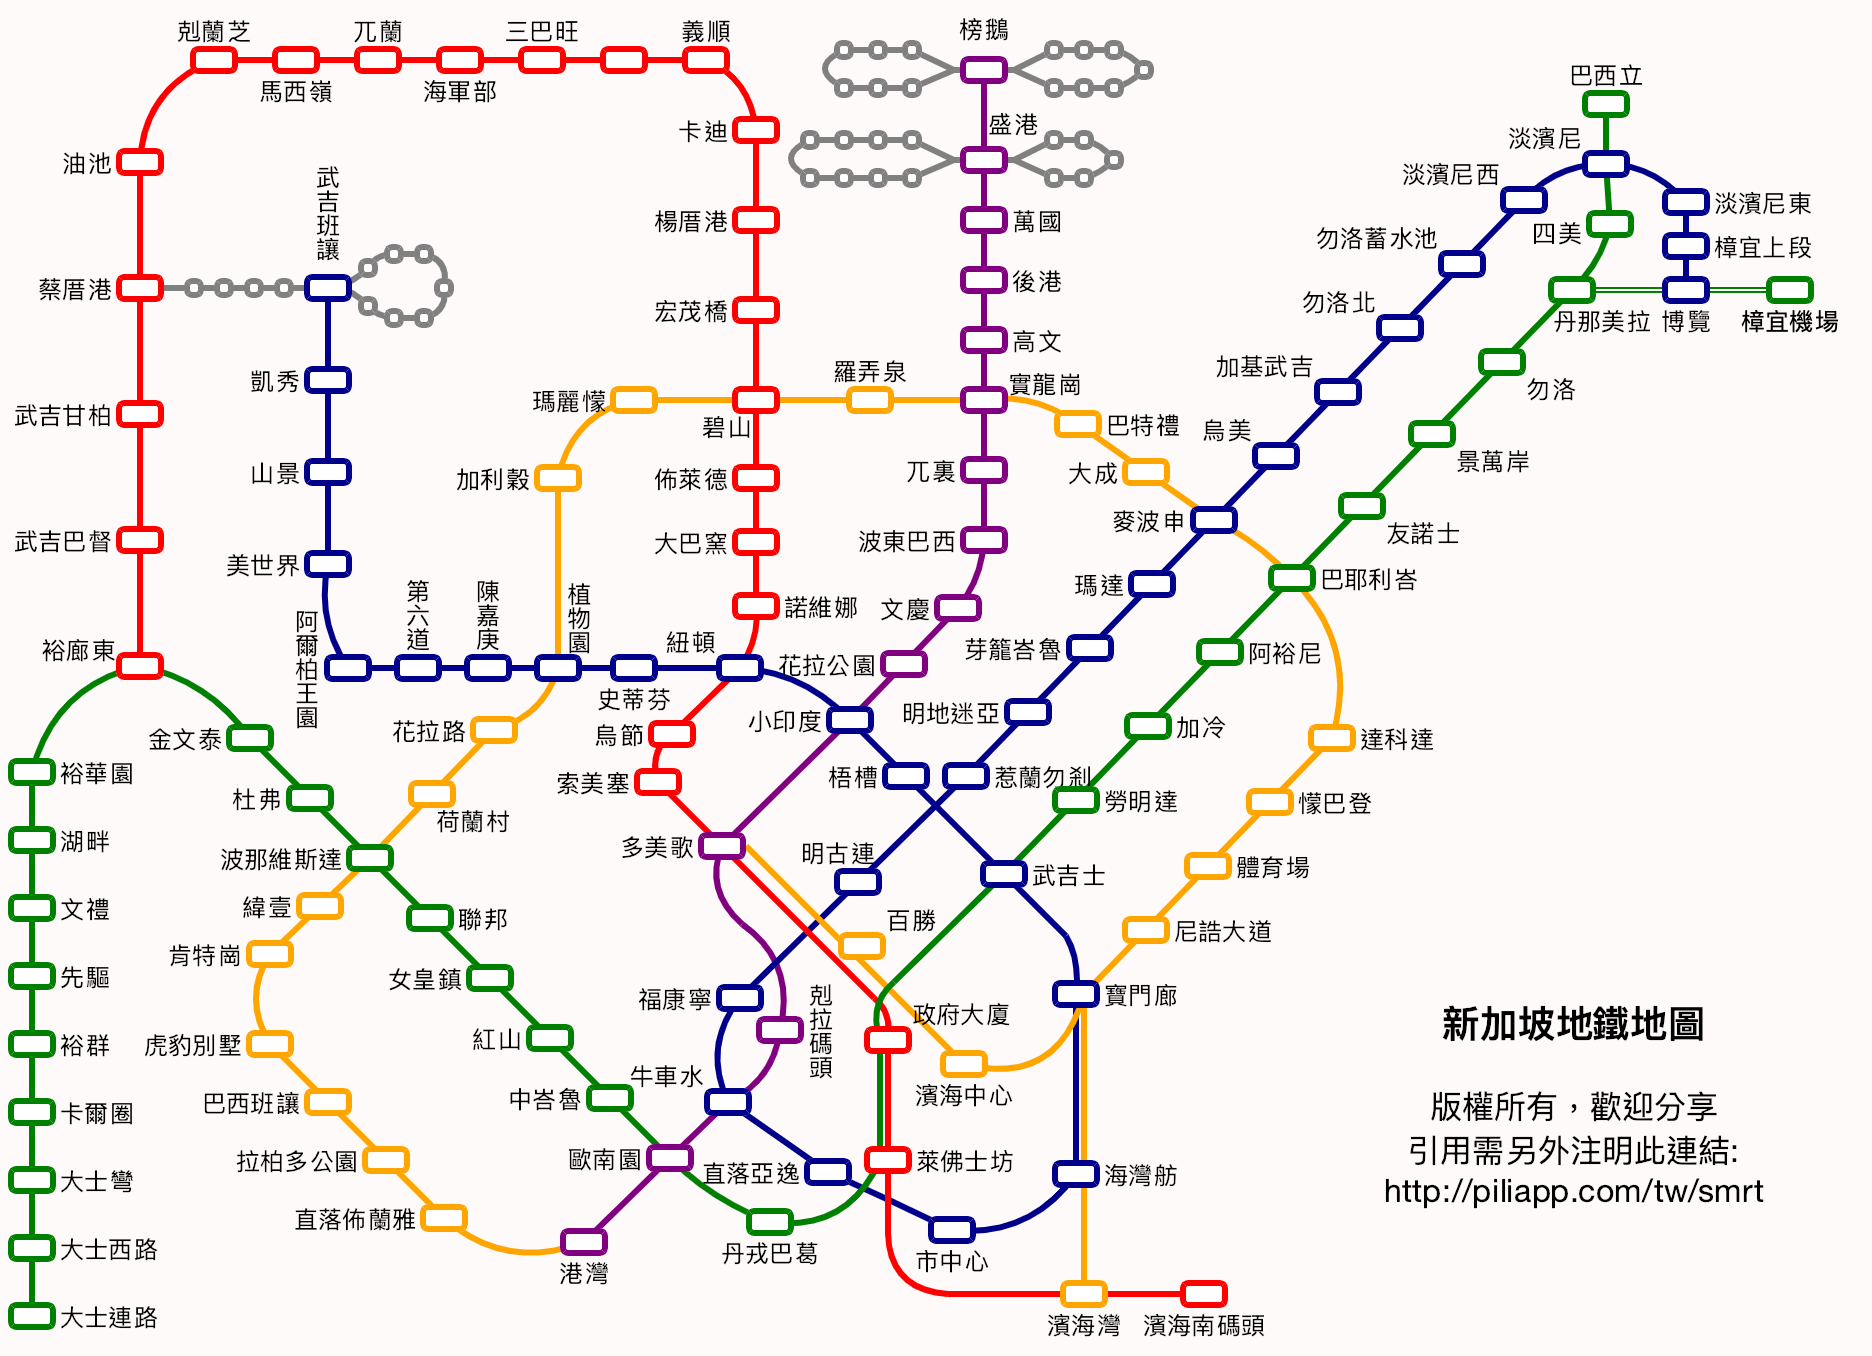 剋蘭芝
兀蘭
三巴旺
義順
榜鵝
馬西嶺
海軍部
巴西立
油池
卡迪
盛港
淡濱尼
淡濱尼西
武吉班讓
楊厝港
萬國
四美
淡濱尼東
勿洛蓄水池
樟宜上段
蔡厝港
後港
宏茂橋
勿洛北
丹那美拉
博覽
樟宜機場
高文
加基武吉
凱秀
羅弄泉
實龍崗
瑪麗懞
勿洛
武吉甘柏
碧山
巴特禮
烏美
山景
加利穀
佈萊德
兀裏
大成
景萬岸
武吉巴督
大巴窯
波東巴西
麥波申
友諾士
美世界
瑪達
巴耶利峇
第六道
陳嘉庚
植物園
諾維娜
文慶
阿爾柏王園
裕廊東
紐頓
花拉公園
芽籠峇魯
阿裕尼
史蒂芬
金文泰
花拉路
烏節
小印度
明地迷亞
加冷
達科達
裕華園
索美塞
梧槽
惹蘭勿剎
杜弗
荷蘭村
勞明達
懞巴登
湖畔
波那維斯達
多美歌
明古連
武吉士
體育場
文禮
緯壹
聯邦
百勝
尼誥大道
先驅
肯特崗
女皇鎮
福康寧
剋拉碼頭
政府大廈
寶門廊
新加坡地鐵地圖
裕群
虎豹別墅
紅山
牛車水
卡爾圈
巴西班讓
中峇魯
濱海中心
版權所有，歡迎分享
引用需另外注明此連結:
http://piliapp.com/tw/smrt
大士彎
拉柏多公園
歐南園
直落亞逸
萊佛士坊
海灣舫
大士西路
直落佈蘭雅
丹戎巴葛
市中心
港灣
大士連路
濱海灣
濱海南碼頭